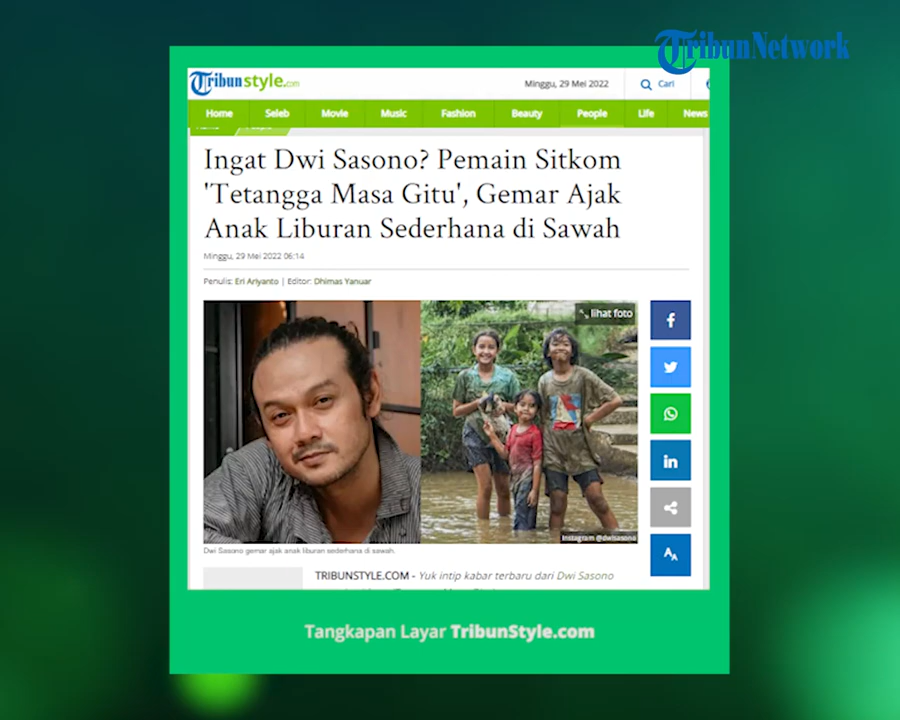 TribunNetwork
Tribunstyle.com
Minggu, 29 Mei 2022
Cari
Home Seleb Movie Music Fashion Beauty People Life News
Ingat Dwi Sasono? Pemain Sitkom
'Tetangga Masa Gitu', Gemar Ajak
Anak Liburan Sederhana di Sawah
Minggu, 29 Mei 2022 06:14
Penulis: Eri Ariyanto | Editor: Dhimas Yanuar
lihat foto
Instagram @dwisasono
Dwi Sasono gemar ajak anak liburan sederhana di sawah.
TRIBUNSTYLE.COM - Yuk intip kabar terbaru dari Dwi Sasono
Tangkapan Layar TribunStyle.com